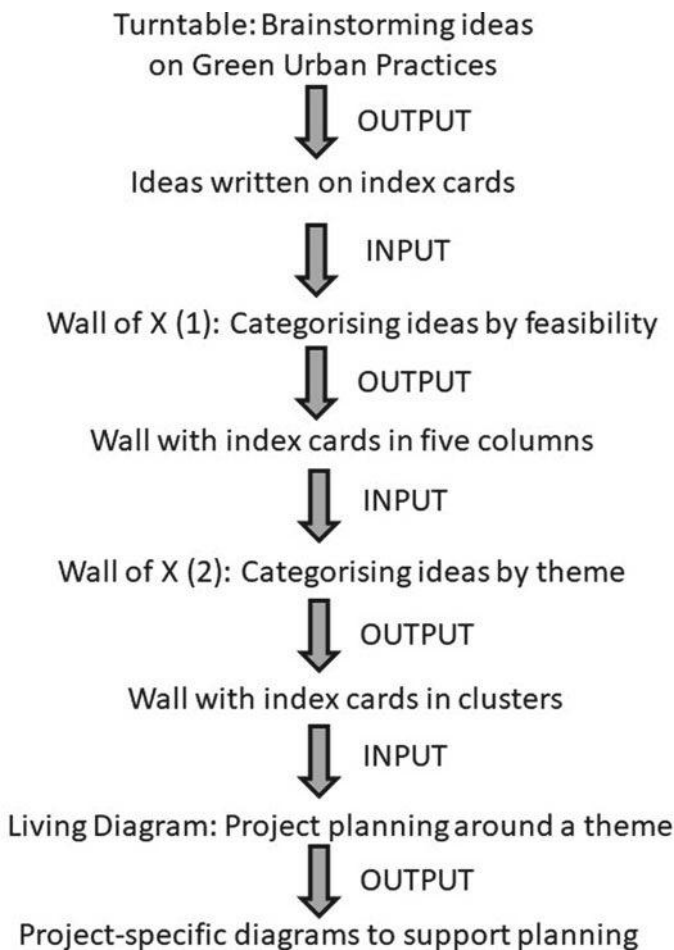 Turntable: Brainstorming ideas
on Green Urban Practices
OUTPUT
Ideas written on index cards
INPUT
Wall of X (1): Categorising ideas by feasibility
OUTPUT
Wall with index cards in five columns
INPUT
Wall of X (2): Categorising ideas by theme
OUTPUT
Wall with index cards in clusters
INPUT
Living Diagram: Project planning around a theme
OUTPUT
Project-specific diagrams to support planning